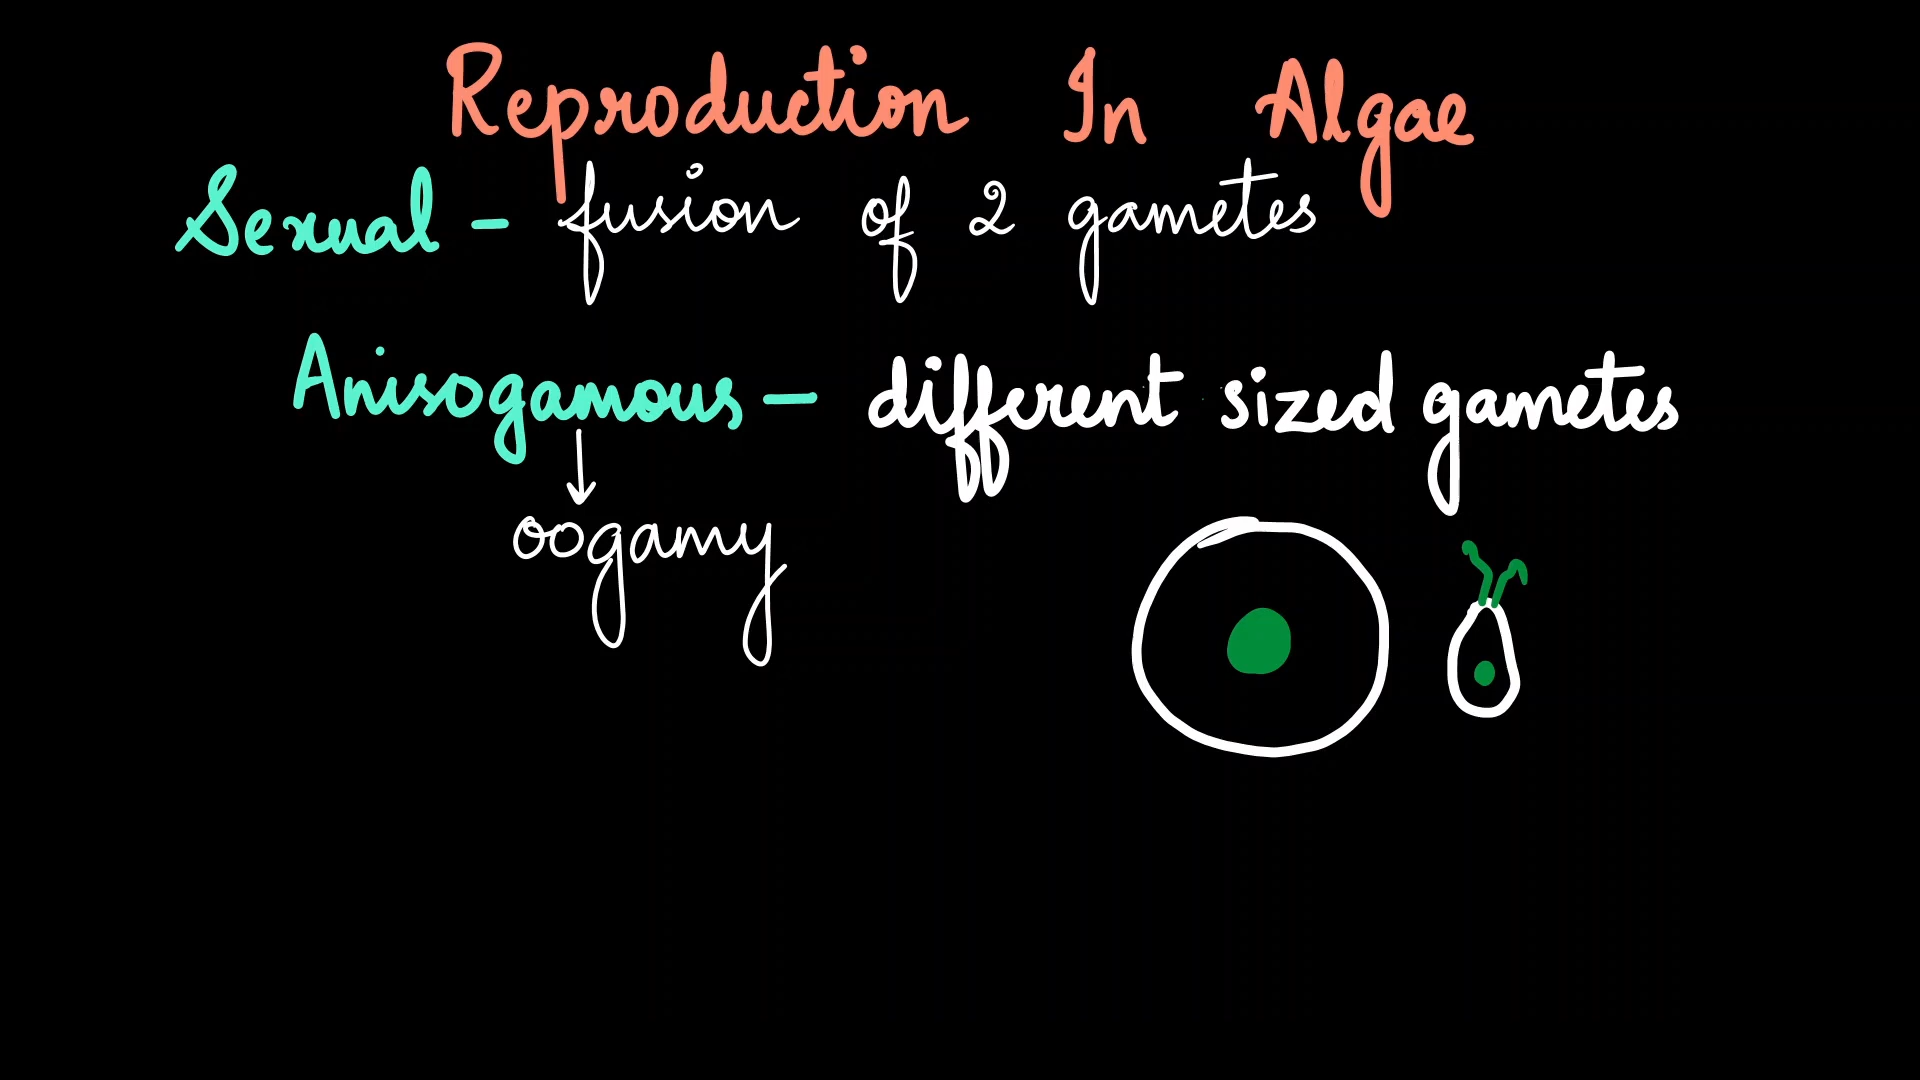 Reproduction In Algae
Sexual - fusion of 2 gametes
Anisogamous - different sized gametes
oogamy